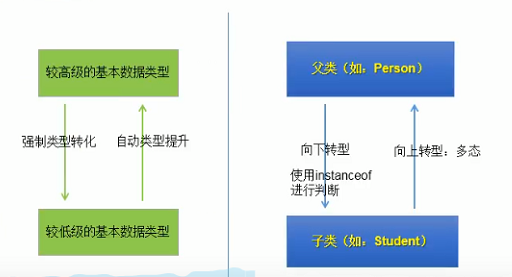 较高级的基本数据类型
强制类型转化
自动类型提升
较低级的基本数据类型
父类（如：Person）
向下转型
使用instanceof
进行判断
向上转型：多态
子类（如：Student）